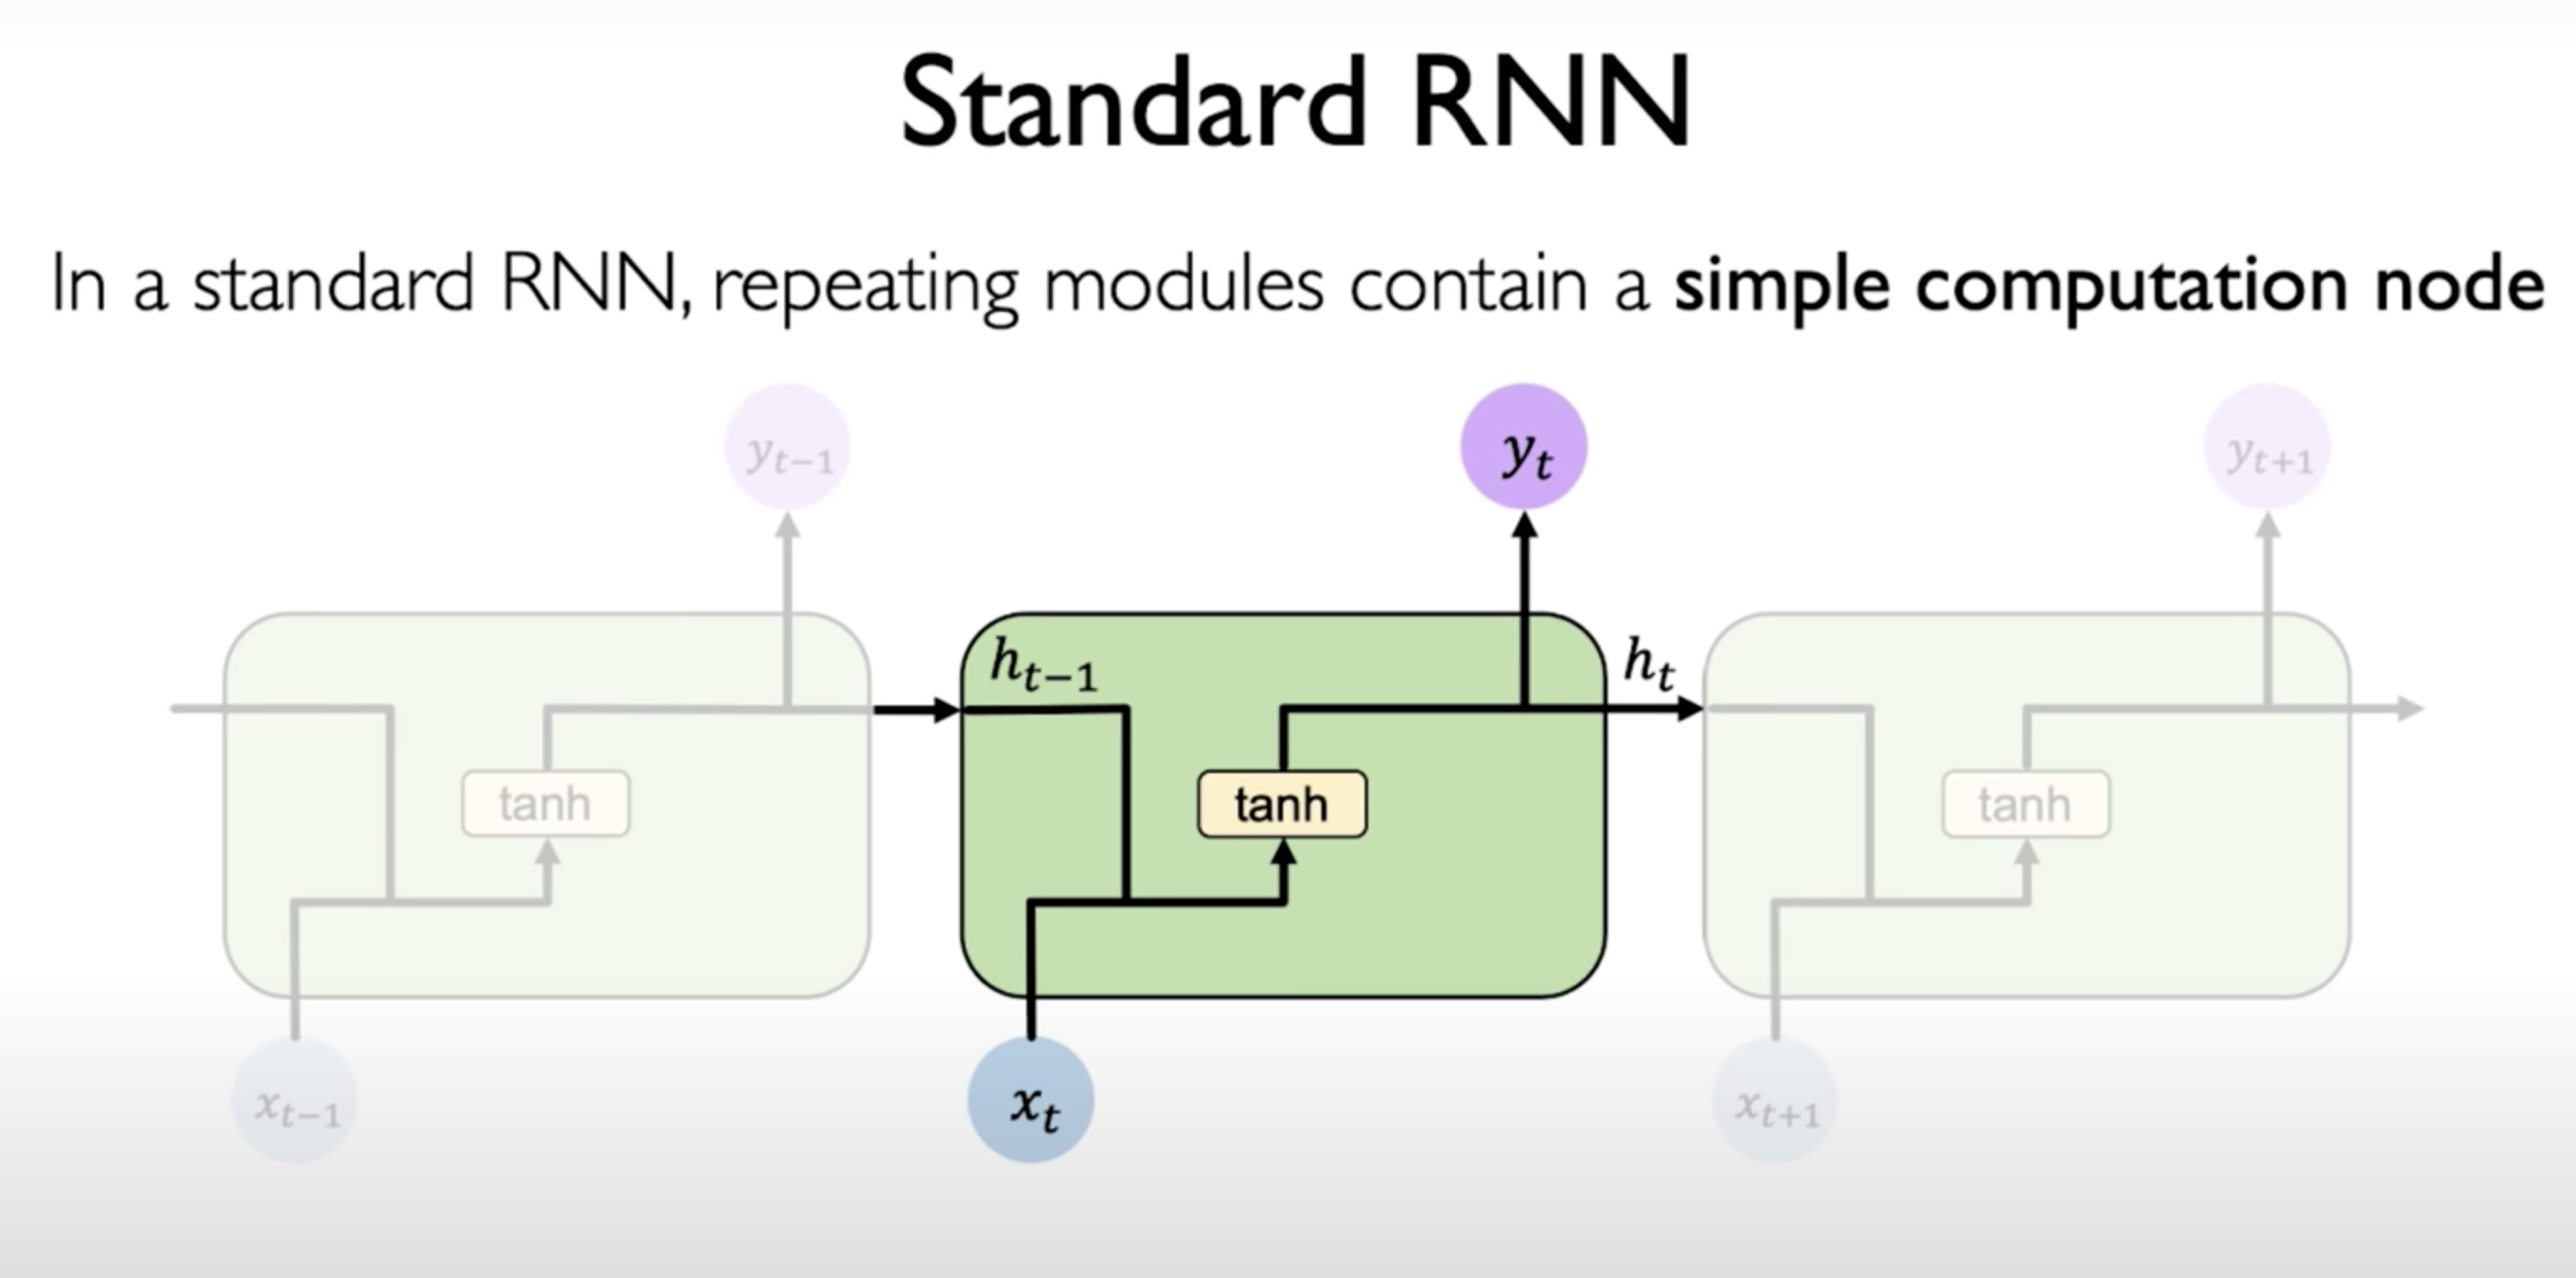 Standard RNN
In a standard RNN, repeating modules contain a simple computation node
y_{t-1}
y_t
y_{t+1}
h_{t-1}
h_t
tanh
tanh
tanh
x_{t-1}
x_t
x_{t+1}